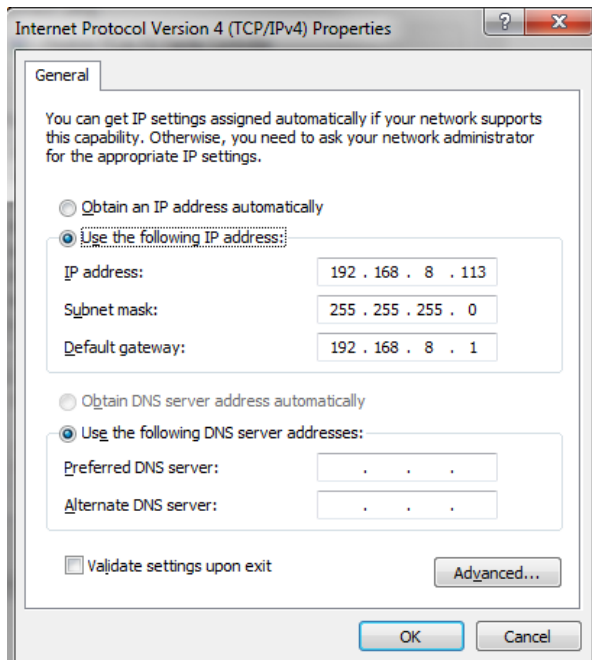 Internet Protocol Version 4 (TCP/IPv4) Properties
?
General
You can get IP settings assigned automatically if your network supports
this capability. Otherwise, you need to ask your network administrator
for the appropriate IP settings.
Obtain an IP address automatically
Use the following IP address:
IP address: 192 . 168 . 8 . 113
Subnet mask: 255 . 255 . 255 . 0
Default gateway: 192 . 168 . 8 . 1
Obtain DNS server address automatically
Use the following DNS server addresses:
Preferred DNS server: . . .
Alternate DNS server: . . .
Validate settings upon exit
Advanced...
OK Cancel